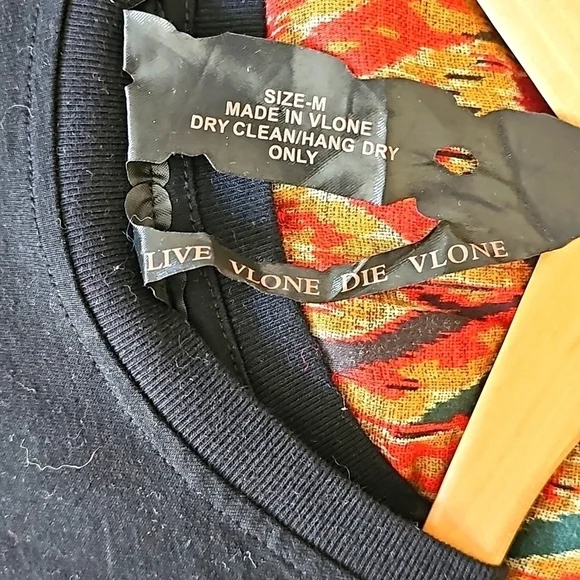 SIZE-M
MADE IN VLONE
DRY CLEAN/HANG DRY
ONLY
LIVE VLONE DIE VLONE